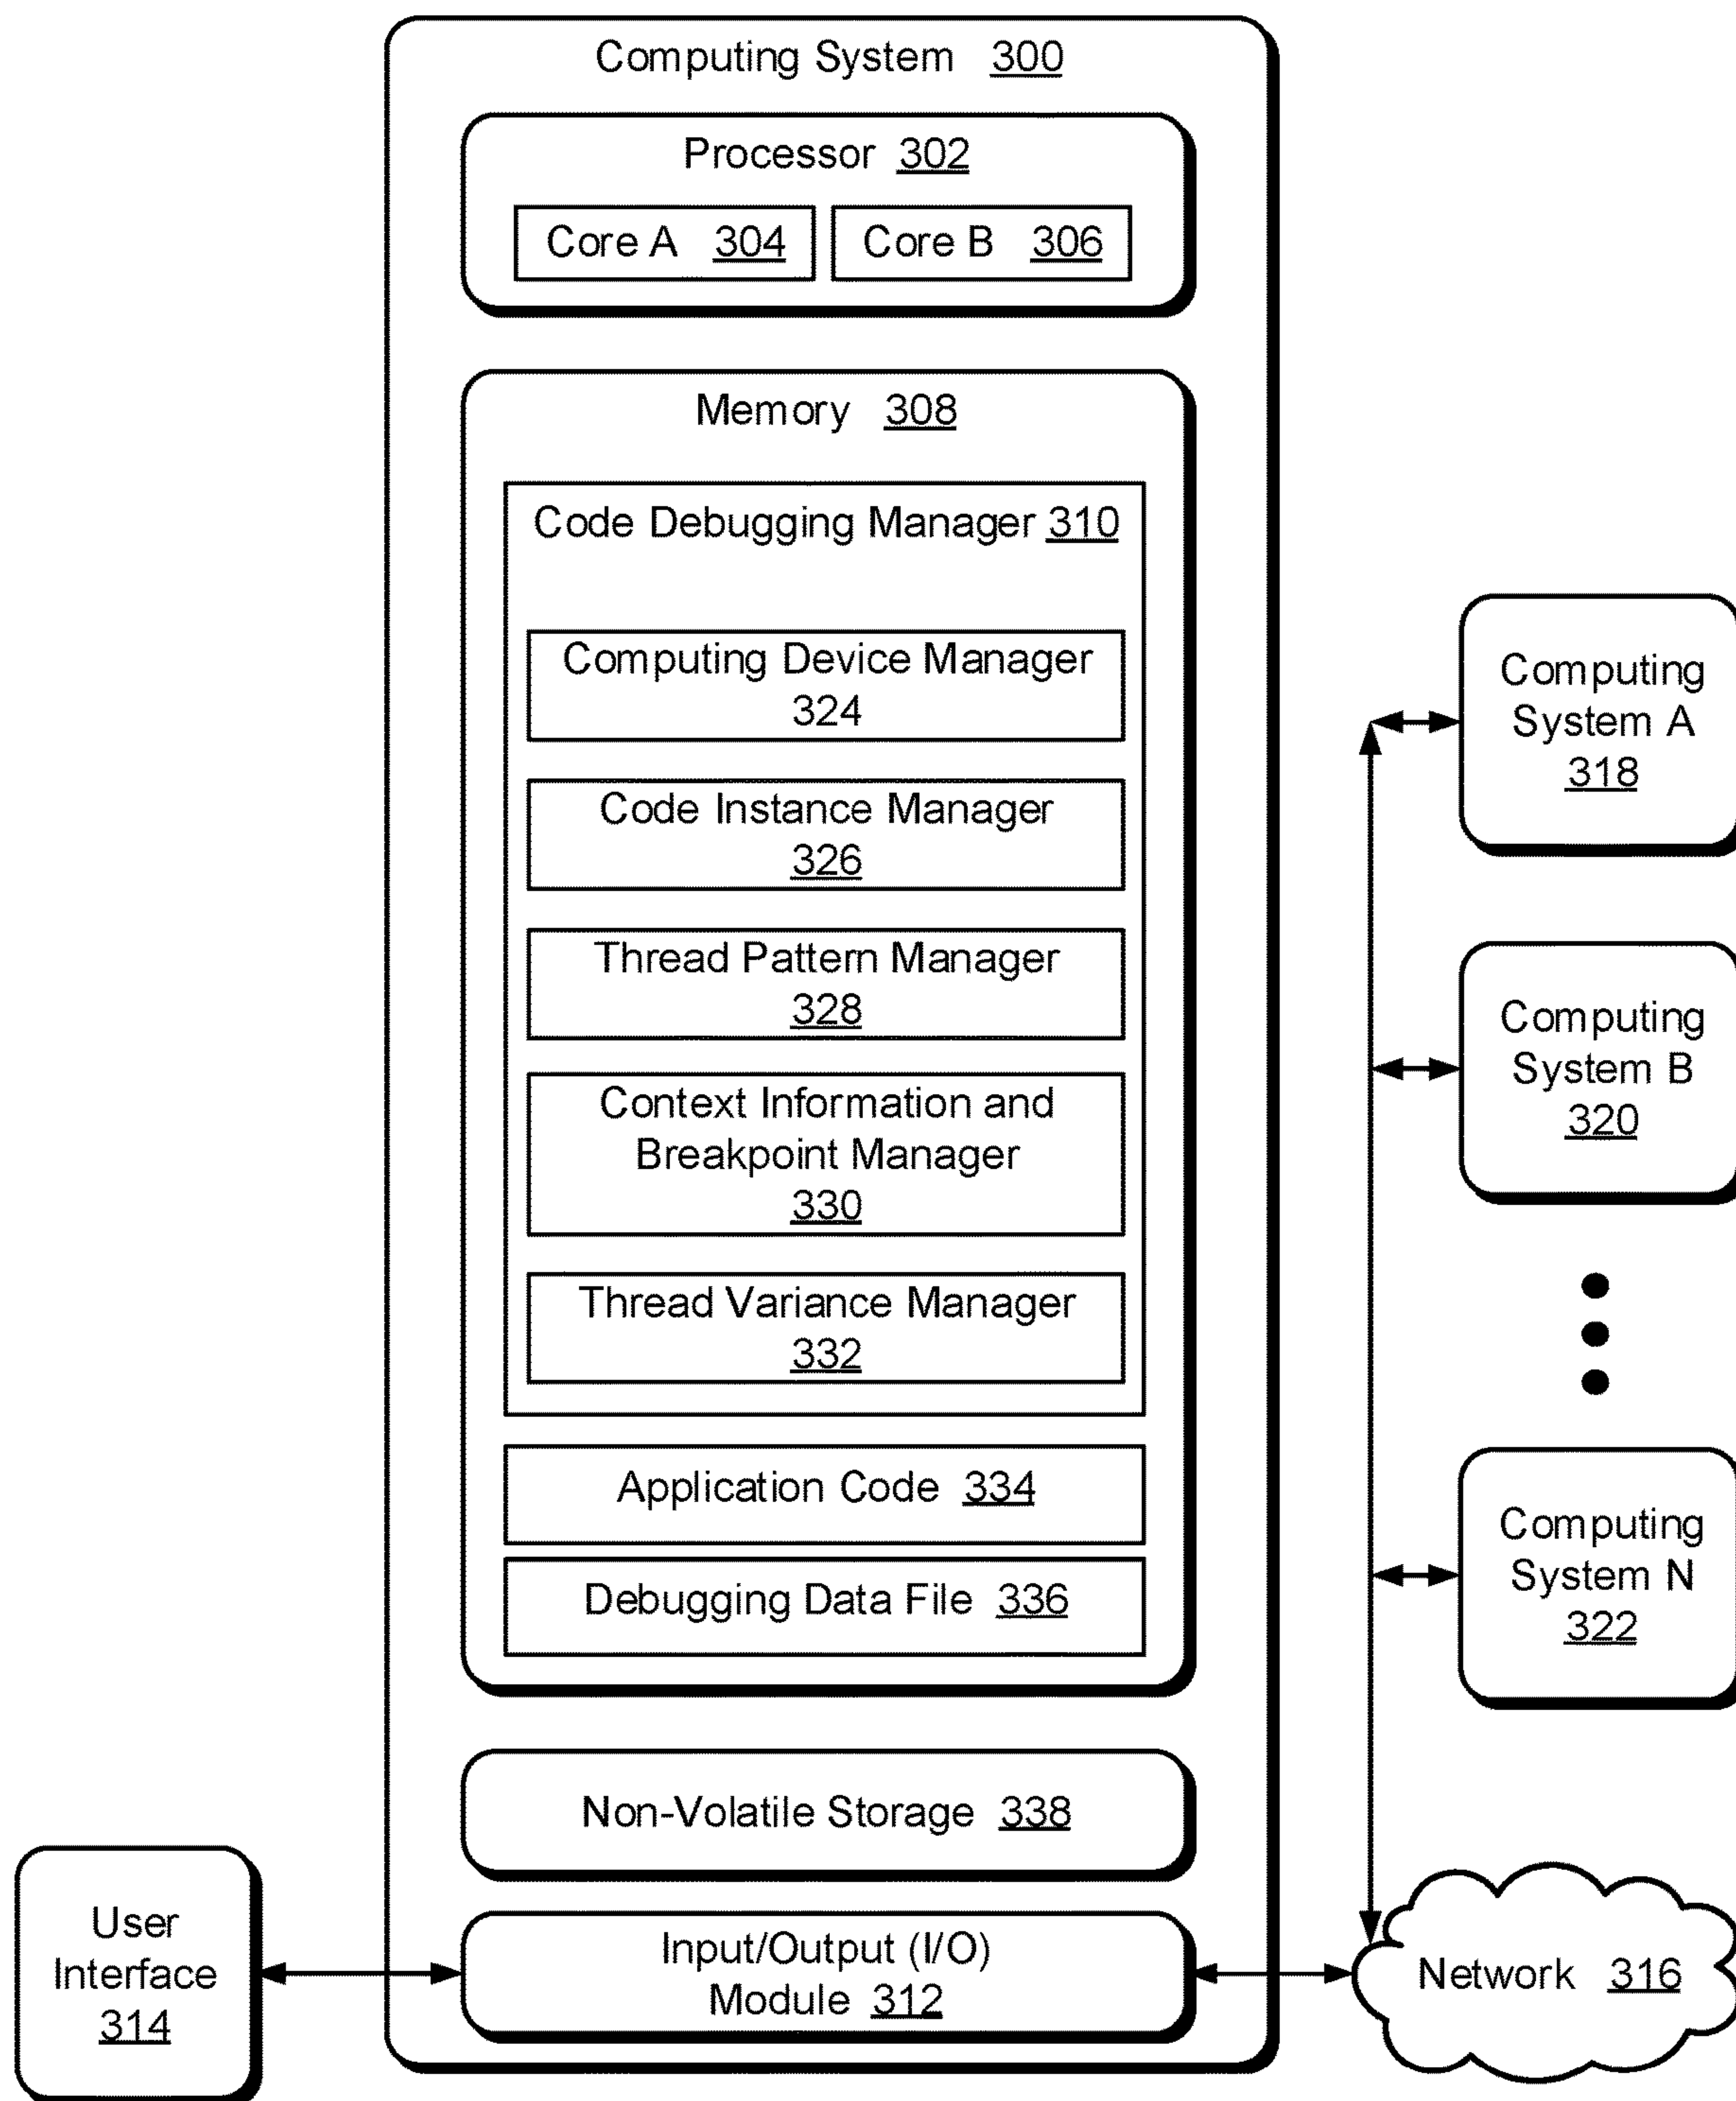 Computing System 300
Processor 302
Core A 304
Core B 306
Memory 308
Code Debugging Manager 310
Computing Device Manager
324
Code Instance Manager
326
Thread Pattern Manager
328
Context Information and
Breakpoint Manager
330
Thread Variance Manager
332
Application Code 334
Debugging Data File 336
Non-Volatile Storage 338
Input/Output (I/O)
Module 312
User
Interface
314
Computing
System A
318
Computing
System B
320
Computing
System N
322
Network 316